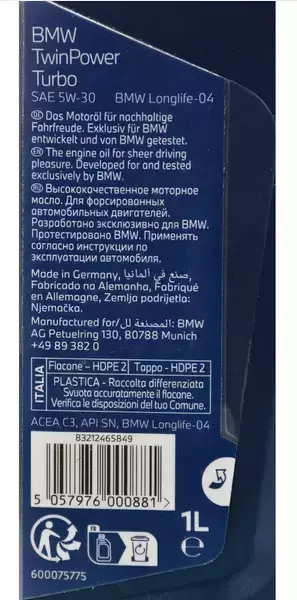 BMW
TwinPower
Turbo
SAE 5W-30 BMW Longlife-04
DE Das Motoröl für nachhaltige
Fahrfreude. Exklusiv für BMW
entwickelt und von BMW getestet.
EN The engine oil for sheer driving
pleasure. Developed for and tested
exclusively by BMW.
RU Высококачественное моторное
масло. Для форсированных
автомобильных двигателей.
Разработано эксклюзивно для BMW.
Протестировано BMW. Применять
согласно инструкции по
эксплуатации автомобиля.
Made in Germany, صنع في ألمانيا,
Fabricado na Alemanha, Fabriqué
en Allemagne, Zemlja podrijetla:
Njemačka.
Manufactured for/المصنعة لل: BMW
AG Petuelring 130, 80788 Munich
+49 89 382 0
ITALIA
Flacone - HDPE 2 Tappo - HDPE 2
PLASTICA - Raccolta differenziata
Svuota accuratamente il flacone.
Verifica le disposizioni del tuo Comune.
ACEA C3, API SN, BMW Longlife-04
83212465849
5 057976 000881 >
1L
e
FR
600075775